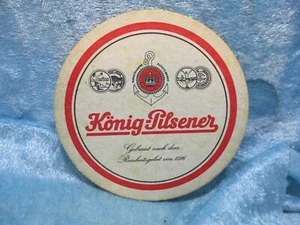 König-Pilsener
Gebraut nach dem
Reinheitsgebot von 1516